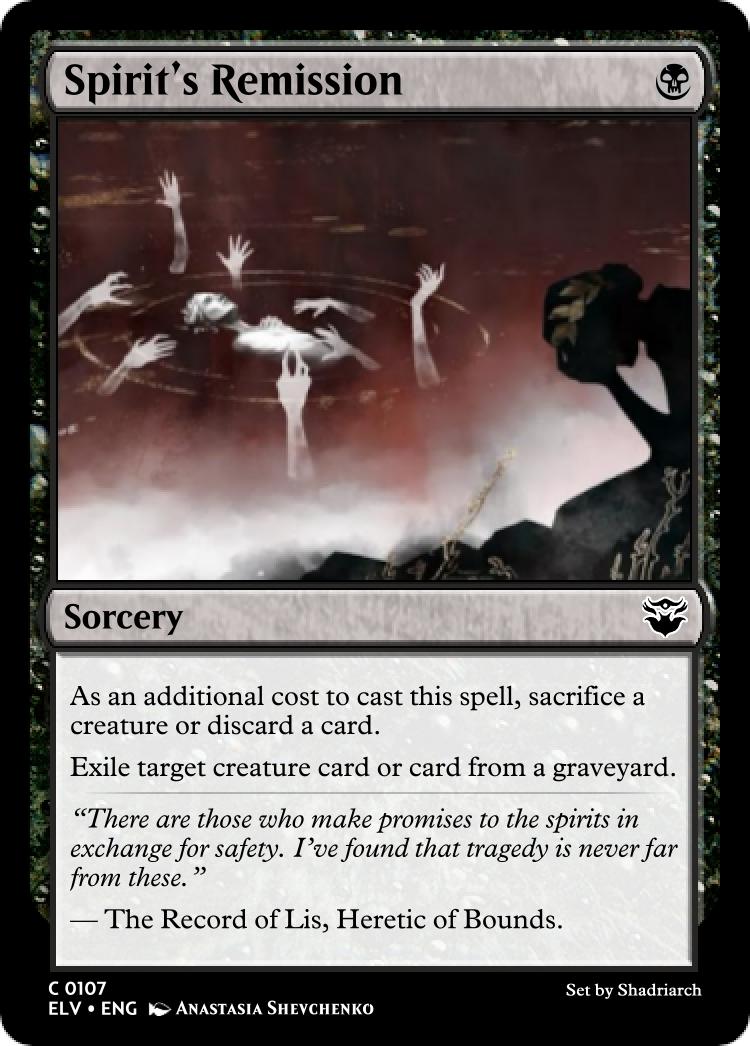 Spirit's Remission
Sorcery
As an additional cost to cast this spell, sacrifice a
creature or discard a card.
Exile target creature card or card from a graveyard.
“There are those who make promises to the spirits in
exchange for safety. I've found that tragedy is never far
from these.”
— The Record of Lis, Heretic of Bounds.
C 0107
Set by Shadriarch
ELV • ENG Anastasia Shevchenko